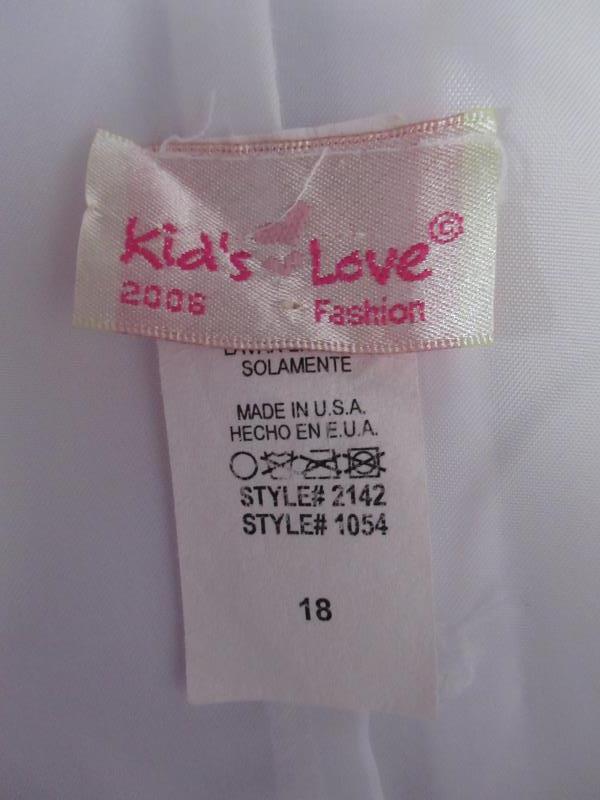 Kid's Love ©
2006 Fashion
SOLAMENTE
MADE IN U.S.A.
HECHO EN E.U.A.
STYLE# 2142
STYLE# 1054
18